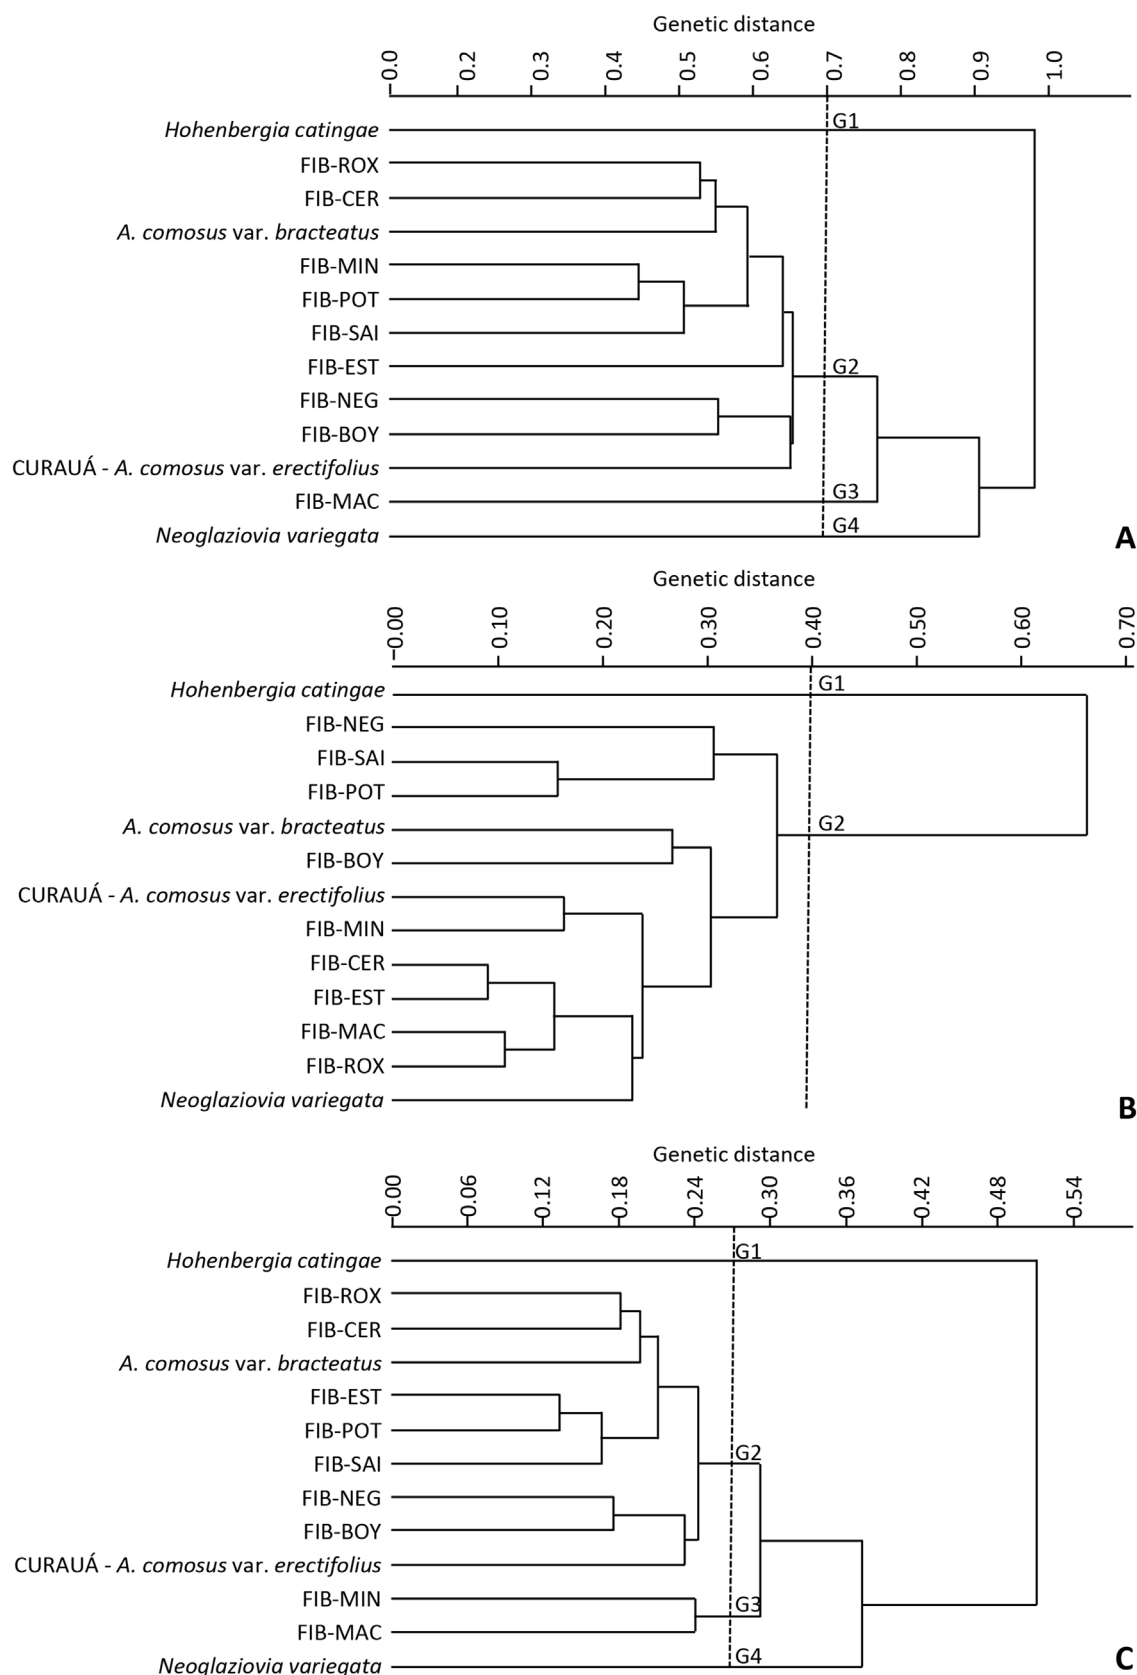 Genetic distance
0.0 0.2 0.3 0.4 0.5 0.6 0.7 0.8 0.9 1.0
Hohenbergia catingae G1
FIB-ROX
FIB-CER
A. comosus var. bracteatus
FIB-MIN
FIB-POT
FIB-SAI
FIB-EST G2
FIB-NEG
FIB-BOY
CURAUÁ - A. comosus var. erectifolius
FIB-MAC G3
Neoglaziovia variegata G4
A
Genetic distance
0.00 0.10 0.20 0.30 0.40 0.50 0.60 0.70
Hohenbergia catingae G1
FIB-NEG
FIB-SAI
FIB-POT
A. comosus var. bracteatus G2
FIB-BOY
CURAUÁ - A. comosus var. erectifolius
FIB-MIN
FIB-CER
FIB-EST
FIB-MAC
FIB-ROX
Neoglaziovia variegata
B
Genetic distance
0.00 0.06 0.12 0.18 0.24 0.30 0.36 0.42 0.48 0.54
Hohenbergia catingae G1
FIB-ROX
FIB-CER
A. comosus var. bracteatus
FIB-EST
FIB-POT
G2
FIB-SAI
FIB-NEG
FIB-BOY
CURAUÁ - A. comosus var. erectifolius
FIB-MIN G3
FIB-MAC
Neoglaziovia variegata G4
C